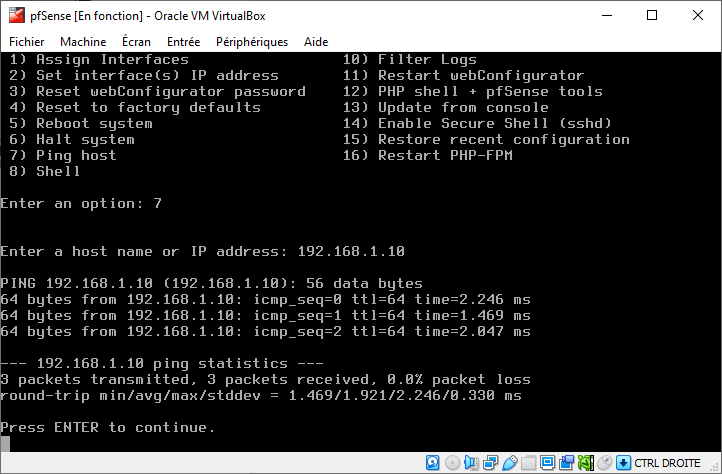 pfSense [En fonction] - Oracle VM VirtualBox
Fichier Machine Écran Entrée Périphériques Aide
1) Assign Interfaces 10) Filter Logs
2) Set interface(s) IP address 11) Restart webConfigurator
3) Reset webConfigurator password 12) PHP shell + pfSense tools
4) Reset to factory defaults 13) Update from console
5) Reboot system 14) Enable Secure Shell (sshd)
6) Halt system 15) Restore recent configuration
7) Ping host 16) Restart PHP-FPM
8) Shell
Enter an option: 7
Enter a host name or IP address: 192.168.1.10
PING 192.168.1.10 (192.168.1.10): 56 data bytes
64 bytes from 192.168.1.10: icmp_seq=0 ttl=64 time=2.246 ms
64 bytes from 192.168.1.10: icmp_seq=1 ttl=64 time=1.469 ms
64 bytes from 192.168.1.10: icmp_seq=2 ttl=64 time=2.047 ms
--- 192.168.1.10 ping statistics ---
3 packets transmitted, 3 packets received, 0.0% packet loss
round-trip min/avg/max/stddev = 1.469/1.921/2.246/0.330 ms
Press ENTER to continue.
CTRL DROITE